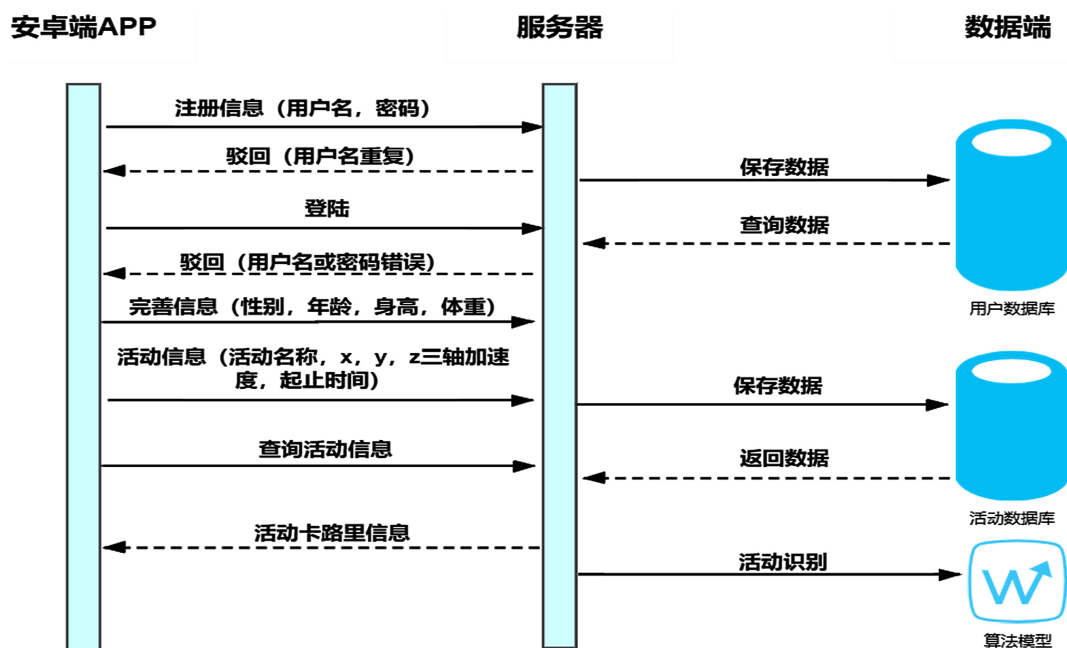 安卓端APP
服务器
数据端
注册信息（用户名，密码）
驳回（用户名重复）
保存数据
登陆
查询数据
驳回（用户名或密码错误）
完善信息（性别，年龄，身高，体重）
用户数据库
活动信息（活动名称，x，y，z三轴加速
度，起止时间）
保存数据
查询活动信息
返回数据
活动数据库
活动卡路里信息
活动识别
W
算法模型